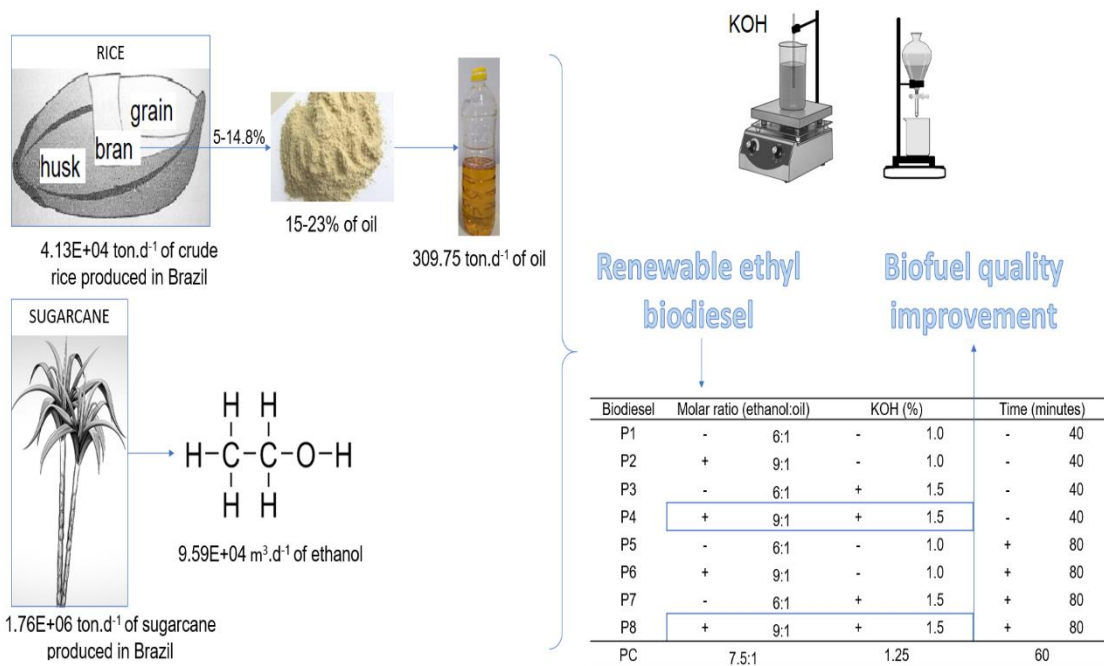 RICE
grain
bran
husk
5-14.8%
15-23% of oil
309.75 ton.d⁻¹ of oil
4.13E+04 ton.d⁻¹ of crude
rice produced in Brazil
SUGARCANE
H H
H-C-C-O-H
H H
9.59E+04 m³.d⁻¹ of ethanol
1.76E+06 ton.d⁻¹ of sugarcane
produced in Brazil
KOH
Renewable ethyl
biodiesel
Biofuel quality
improvement
Biodiesel Molar ratio (ethanol:oil) KOH (%) Time (minutes)
P1 - 6:1 - 1.0 - 40
P2 + 9:1 - 1.0 - 40
P3 - 6:1 + 1.5 - 40
P4 + 9:1 + 1.5 - 40
P5 - 6:1 - 1.0 + 80
P6 + 9:1 - 1.0 + 80
P7 - 6:1 + 1.5 + 80
P8 + 9:1 + 1.5 + 80
PC 7.5:1 1.25 60